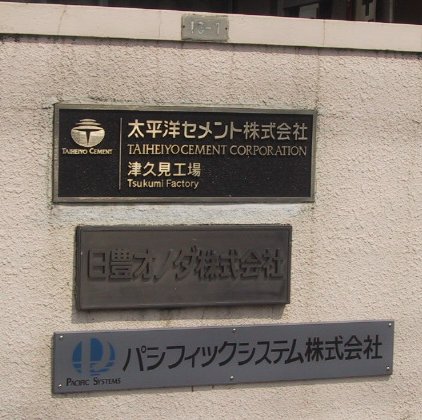 10-1
太平洋セメント株式会社
TAIHEIYO CEMENT
TAIHEIYO CEMENT CORPORATION
津久見工場
Tsukumi Factory
日豊オノダ株式会社
パシフィックシステム株式会社
PACIFIC SYSTEMS